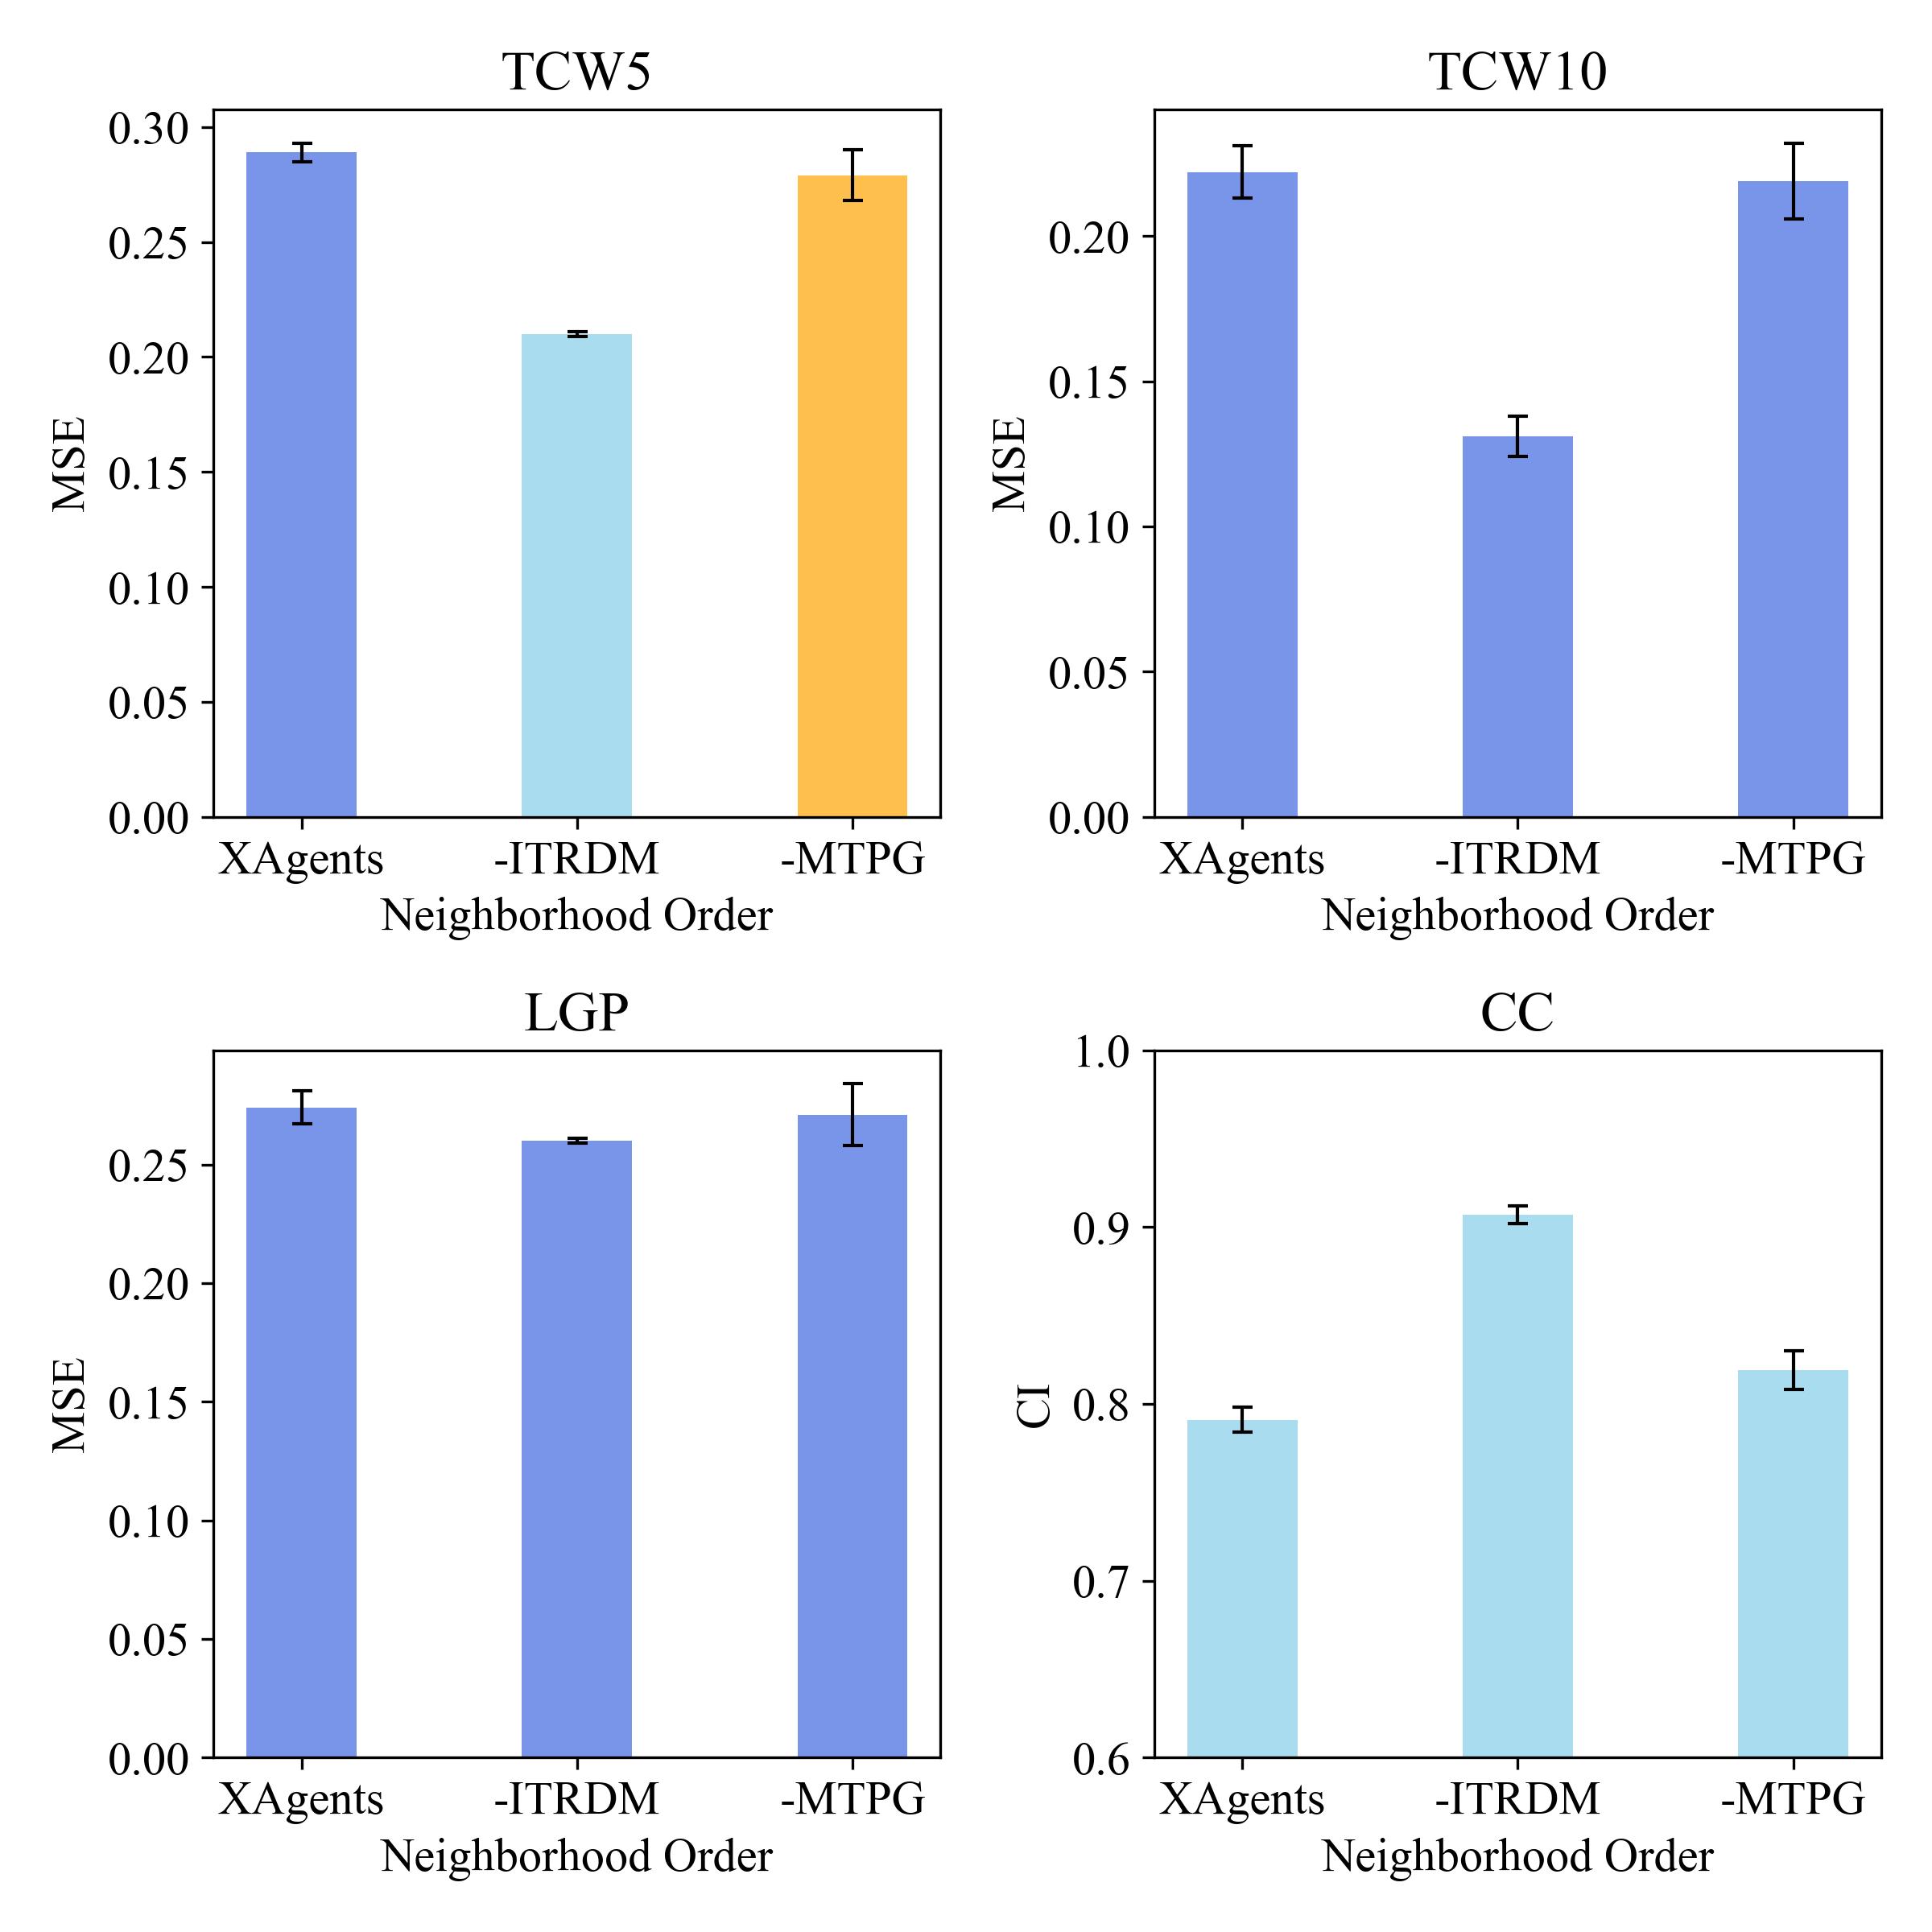 TCW5
MSE
0.30
0.25
0.20
0.15
0.10
0.05
0.00
XAgents -ITRDM -MTPG
Neighborhood Order
TCW10
MSE
0.20
0.15
0.10
0.05
0.00
XAgents -ITRDM -MTPG
Neighborhood Order
LGP
MSE
0.25
0.20
0.15
0.10
0.05
0.00
XAgents -ITRDM -MTPG
Neighborhood Order
CC
CI
1.0
0.9
0.8
0.7
0.6
XAgents -ITRDM -MTPG
Neighborhood Order